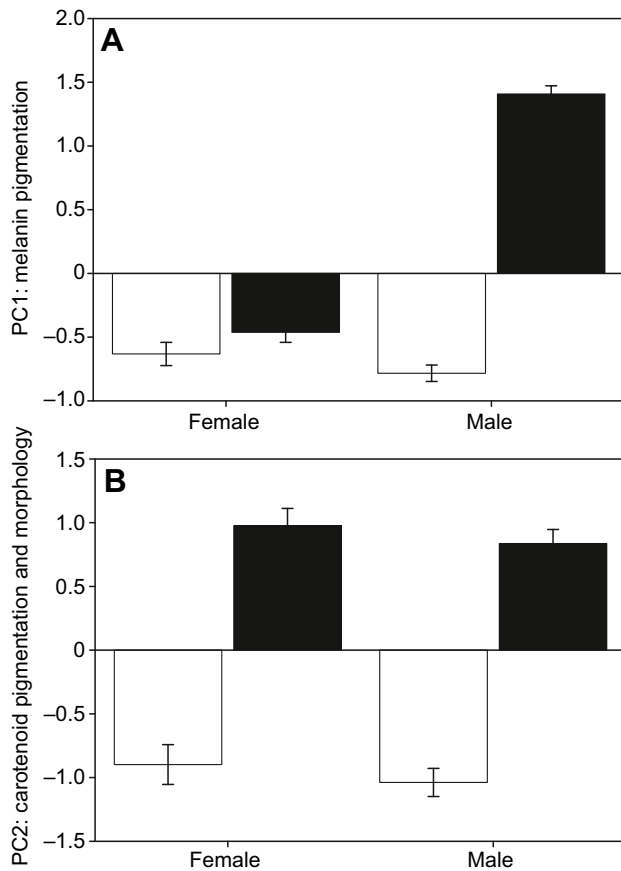 A
PC1: melanin pigmentation
2.0
1.5
1.0
0.5
0
–0.5
–1.0
Female Male
B
PC2: carotenoid pigmentation and morphology
1.5
1.0
0.5
0
–0.5
–1.0
–1.5
Female Male